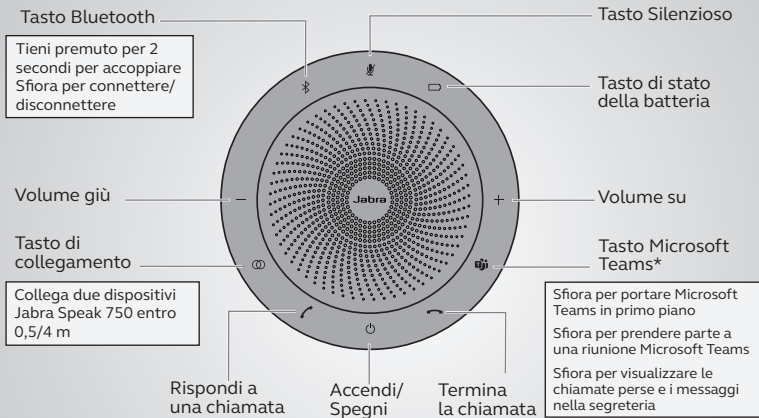 Tasto Bluetooth
Tieni premuto per 2
secondi per accoppiare
Sfiora per connettere/
disconnettere
Tasto Silenzioso
Tasto di stato
della batteria
Volume giù
Jabra
Volume su
Tasto di
collegamento
Collega due dispositivi
Jabra Speak 750 entro
0,5/4 m
Tasto Microsoft
Teams*
Sfiora per portare Microsoft
Teams in primo piano
Sfiora per prendere parte a
una riunione Microsoft Teams
Sfiora per visualizzare le
chiamate perse e i messaggi
nella segreteria
Rispondi a
una chiamata
Accendi/
Spegni
Termina
la chiamata